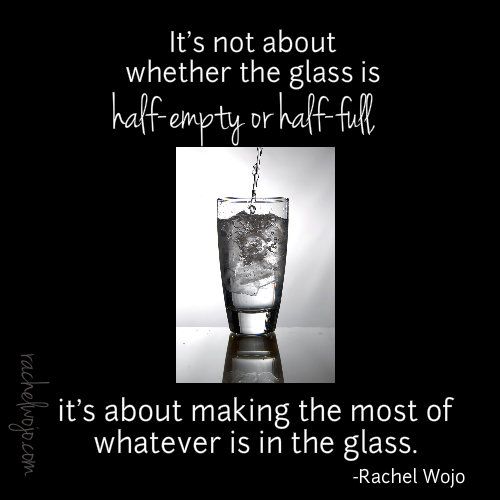 It's not about
whether the glass is
half-empty or half-full,
it's about making the most of
whatever is in the glass.
-Rachel Wojo
rachelwojo.com